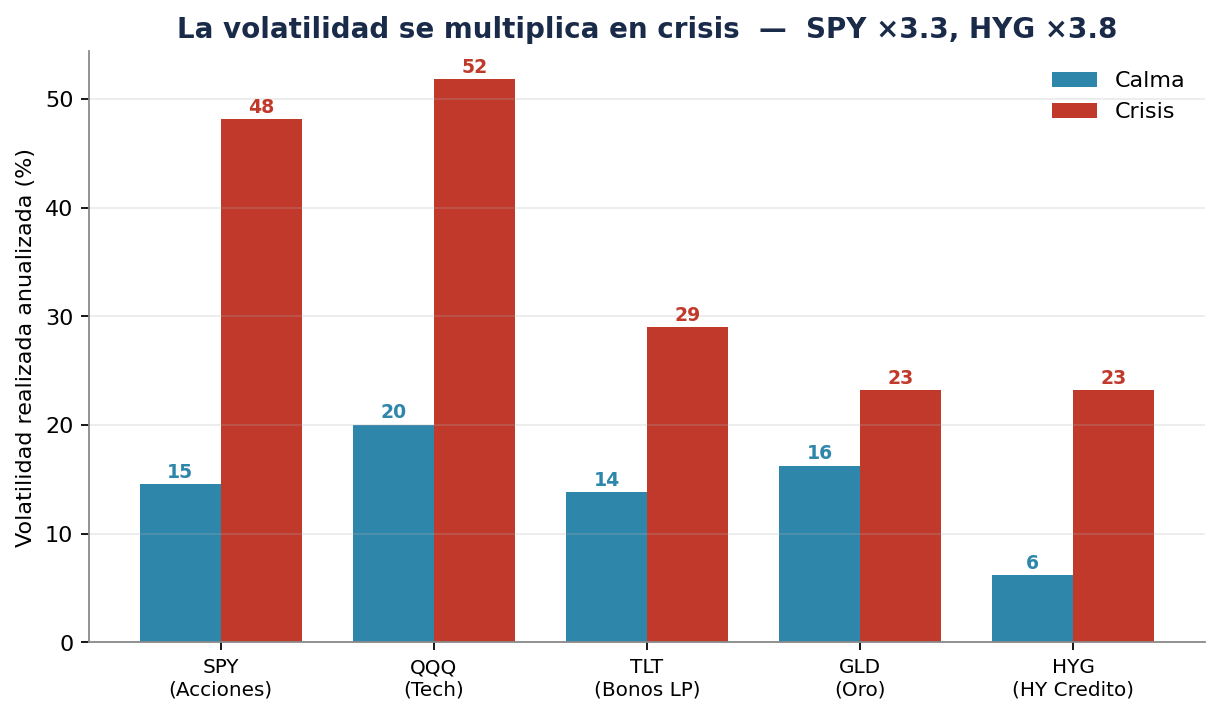 La volatilidad se multiplica en crisis — SPY ×3.3, HYG ×3.8
Calma
Crisis
Volatilidad realizada anualizada (%)
50
40
30
20
10
0
15
48
20
52
14
29
16
23
6
23
SPY
(Acciones)
QQQ
(Tech)
TLT
(Bonos LP)
GLD
(Oro)
HYG
(HY Credito)